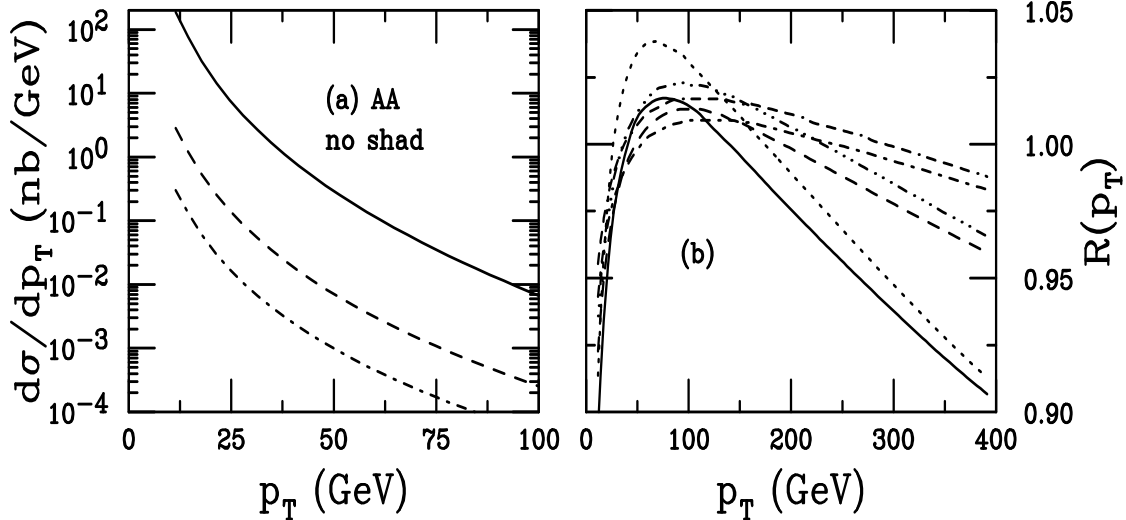 dσ/dp_T (nb/GeV)
10^2
10^1
10^0
10^-1
10^-2
10^-3
10^-4
(a) AA
no shad
0 25 50 75 100
p_T (GeV)
(b)
0 100 200 300 400
p_T (GeV)
1.05
1.00
0.95
0.90
R(p_T)